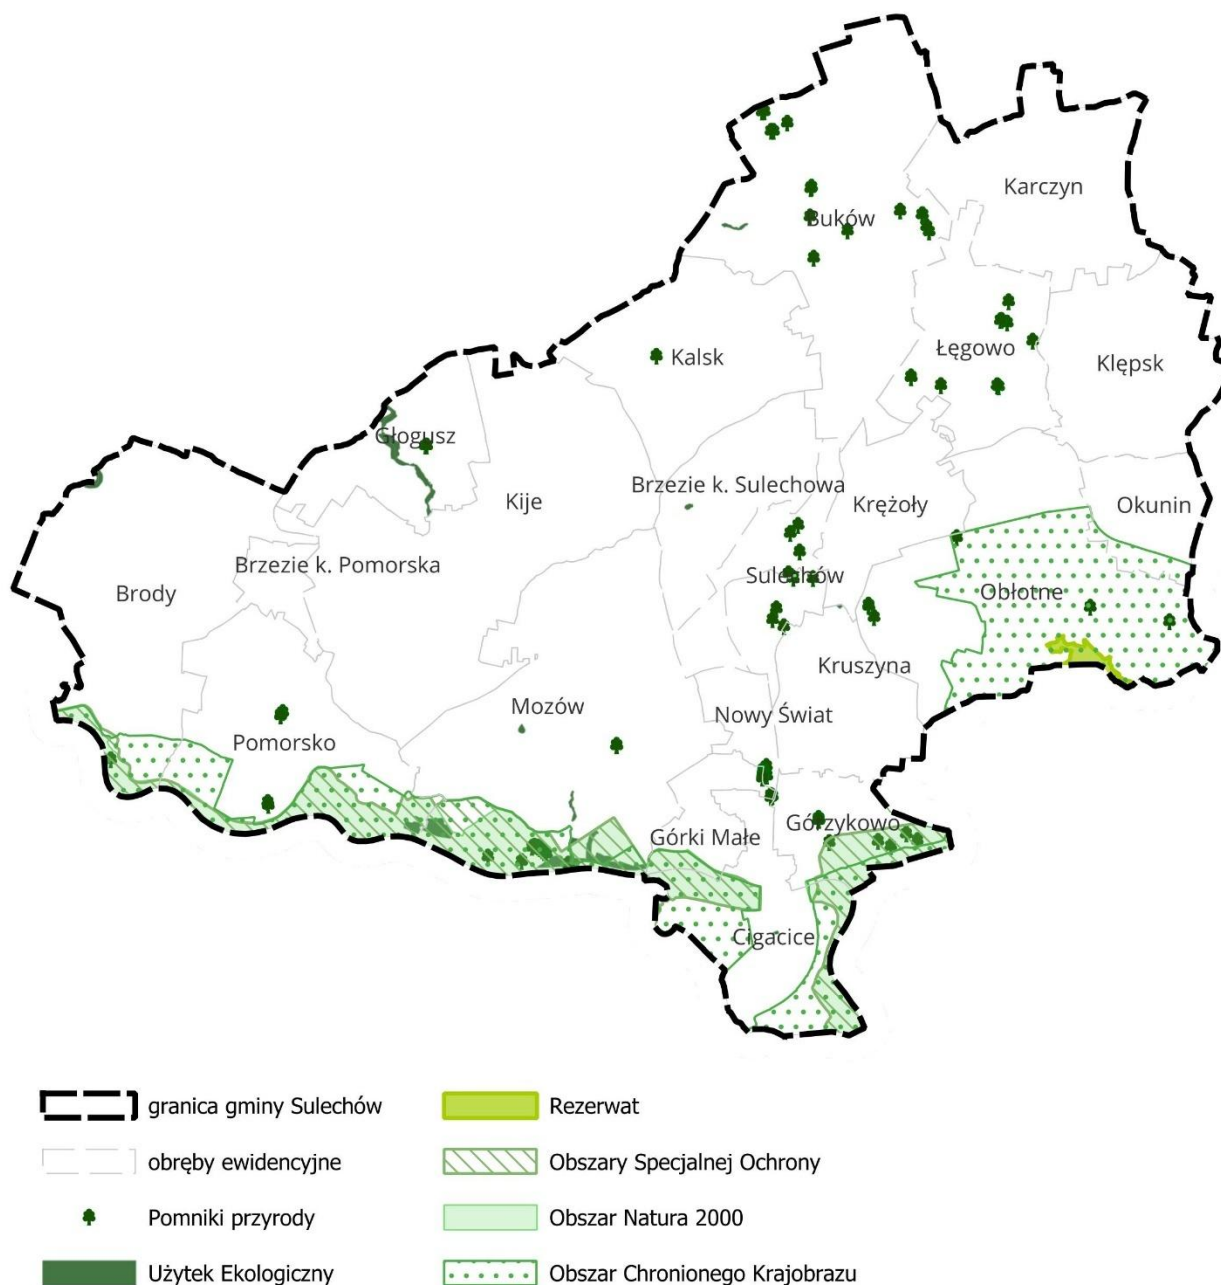 Karczyn
Buków
Kalsk
Łęgowo
Klępsk
Głogusz
Kije
Brzezie k. Sulechowa
Krężoły
Okunin
Brzezie k. Pomorska
Brody
Sulechów
Obłotne
Kruszyna
Mozów
Nowy Świat
Pomorsko
Górki Małe
Górzykowo
Cigacice
granica gminy Sulechów
obręby ewidencyjne
Pomniki przyrody
Użytek Ekologiczny
Rezerwat
Obszary Specjalnej Ochrony
Obszar Natura 2000
Obszar Chronionego Krajobrazu